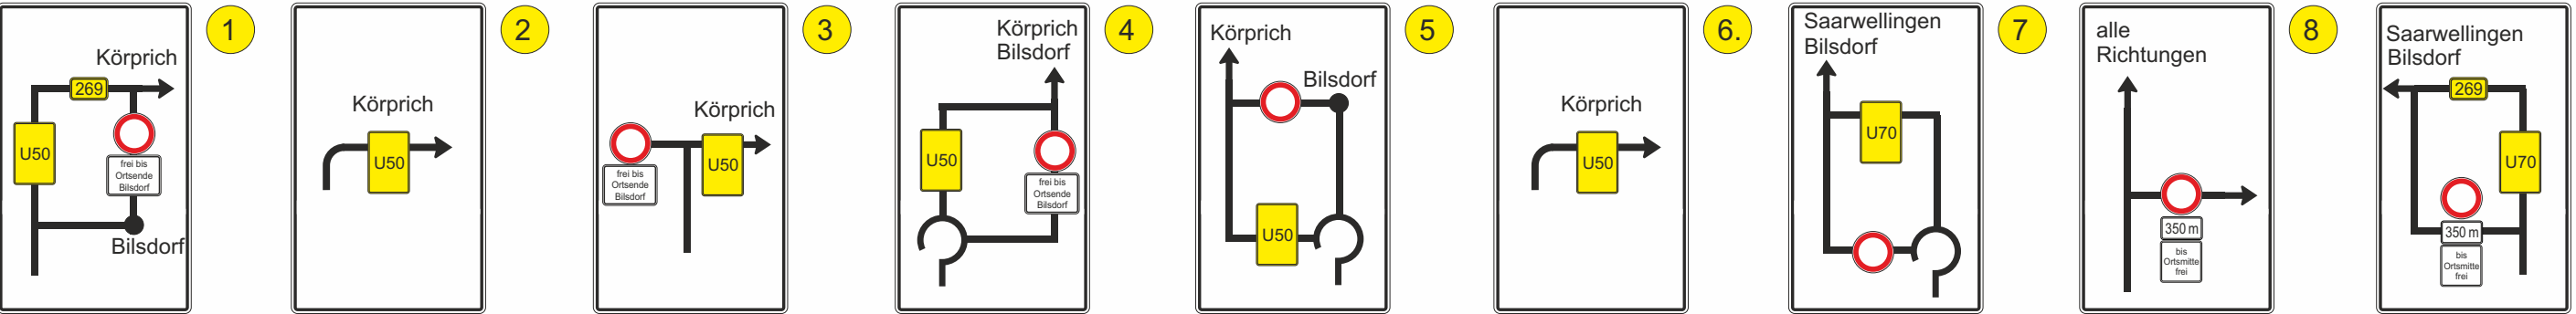 Körprich
269
U50
frei bis
Ortsende
Bilsdorf
Bilsdorf
1
Körprich
U50
2
Körprich
U50
frei bis
Ortsende
Bilsdorf
3
Körprich
Bilsdorf
U50
frei bis
Ortsende
Bilsdorf
4
Körprich
Bilsdorf
U50
5
Körprich
U50
6.
Saarwellingen
Bilsdorf
U70
7
alle
Richtungen
350 m
bis
Ortsmitte
frei
8
Saarwellingen
Bilsdorf
269
U70
350 m
bis
Ortsmitte
frei